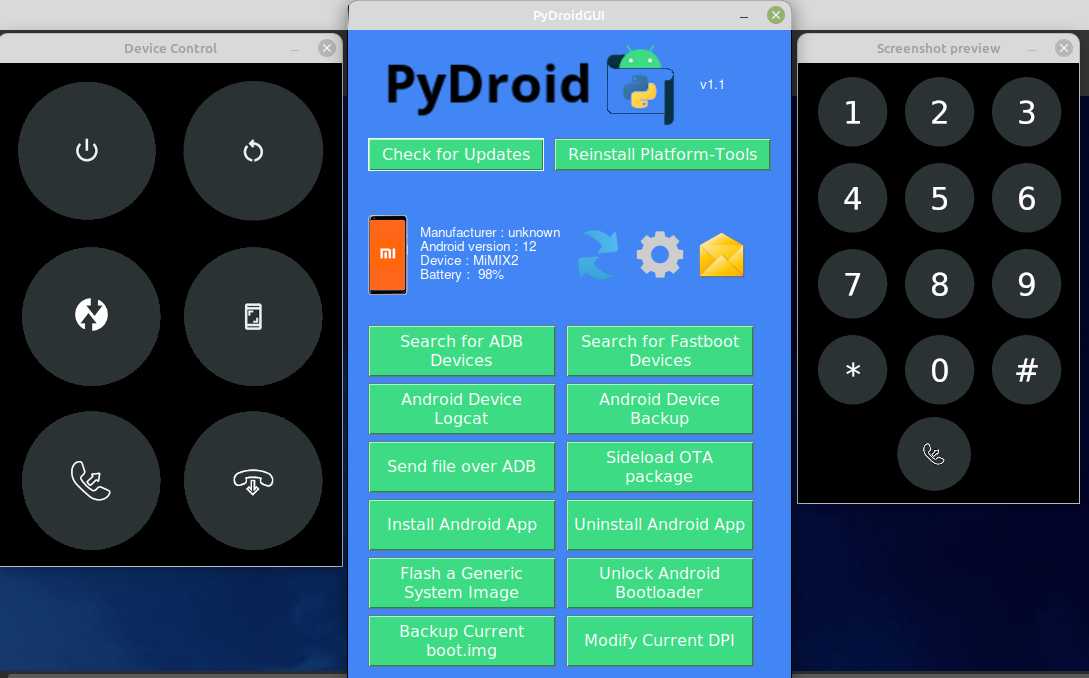 Device Control
PyDroidGUI
PyDroid
v1.1
Check for Updates
Reinstall Platform-Tools
Manufacturer : unknown
Android version : 12
Device : MiMIX2
Battery : 98%
Search for ADB
Devices
Search for Fastboot
Devices
Android Device
Logcat
Android Device
Backup
Send file over ADB
Sideload OTA
package
Install Android App
Uninstall Android App
Flash a Generic
System Image
Unlock Android
Bootloader
Backup Current
boot.img
Modify Current DPI
Screenshot preview
1 2 3
4 5 6
7 8 9
* 0 #